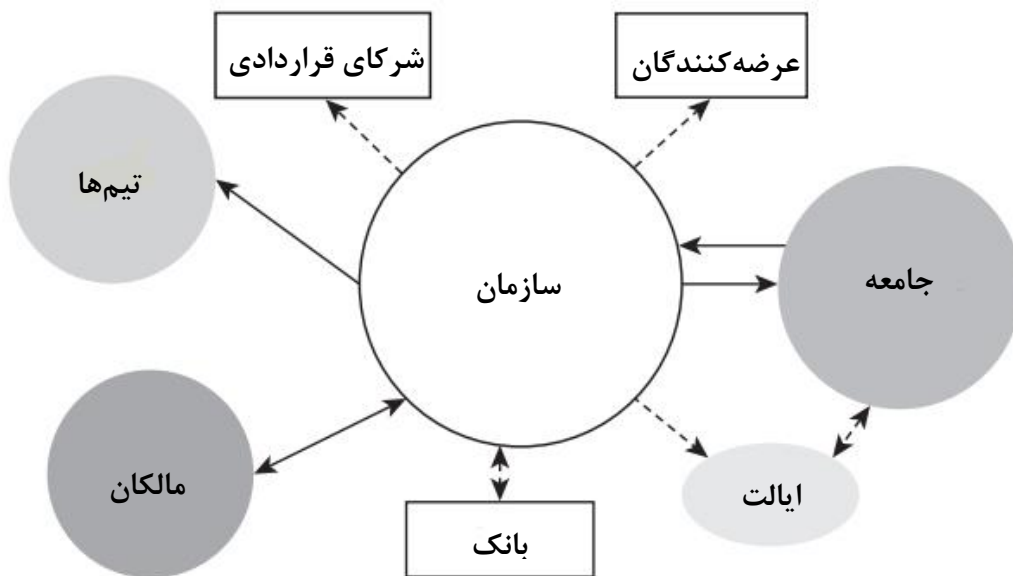 عرضه‌کنندگان
شرکای قراردادی
تیم‌ها
سازمان
جامعه
مالکان
ایالت
بانک